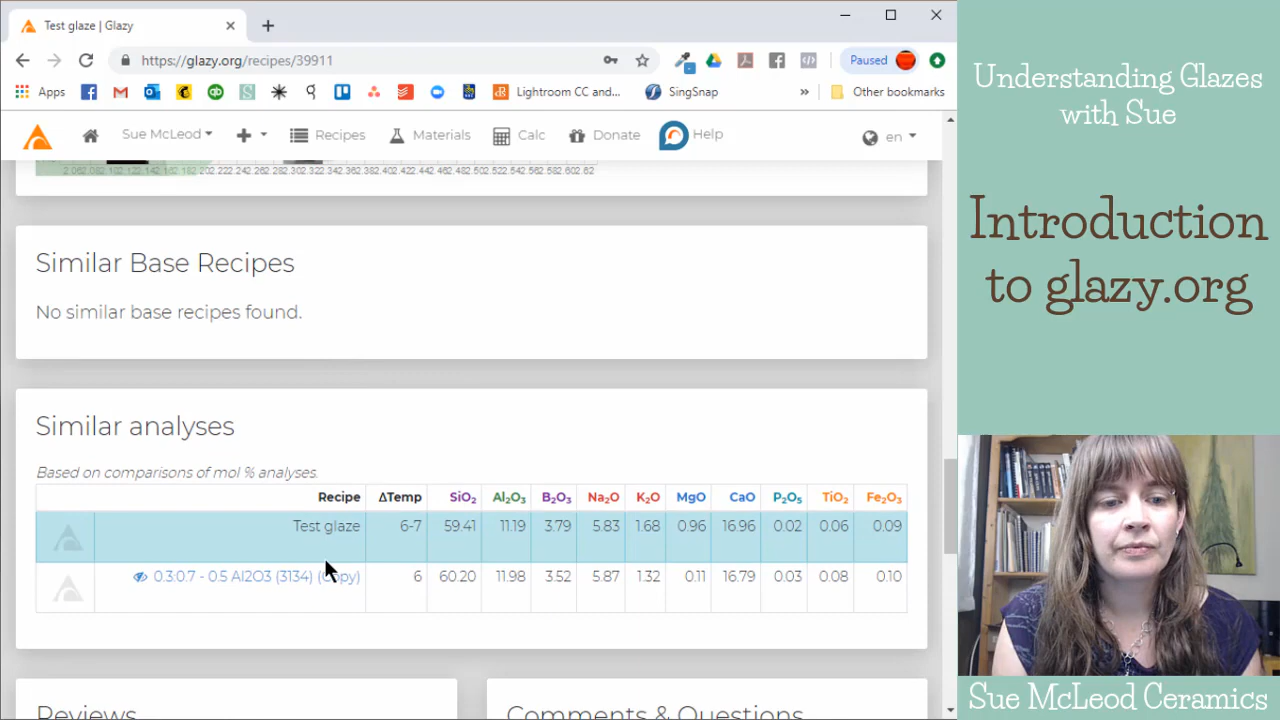 Test glaze | Glazy
https://glazy.org/recipes/39911
Paused
Apps
Lightroom CC and...
SingSnap
»
Other bookmarks
Sue McLeod
Recipes
Materials
Calc
Donate
Help
en
Similar Base Recipes
No similar base recipes found.
Similar analyses
Based on comparisons of mol % analyses.
Recipe ΔTemp SiO₂ Al₂O₃ B₂O₃ Na₂O K₂O MgO CaO P₂O₅ TiO₂ Fe₂O₃
Test glaze 6-7 59.41 11.19 3.79 5.83 1.68 0.96 16.96 0.02 0.06 0.09
0.3:0.7 - 0.5 Al2O3 (3134) (Copy) 6 60.20 11.98 3.52 5.87 1.32 0.11 16.79 0.03 0.08 0.10
Reviews
Comments & Questions
Understanding Glazes
with Sue
Introduction
to glazy.org
Sue McLeod Ceramics